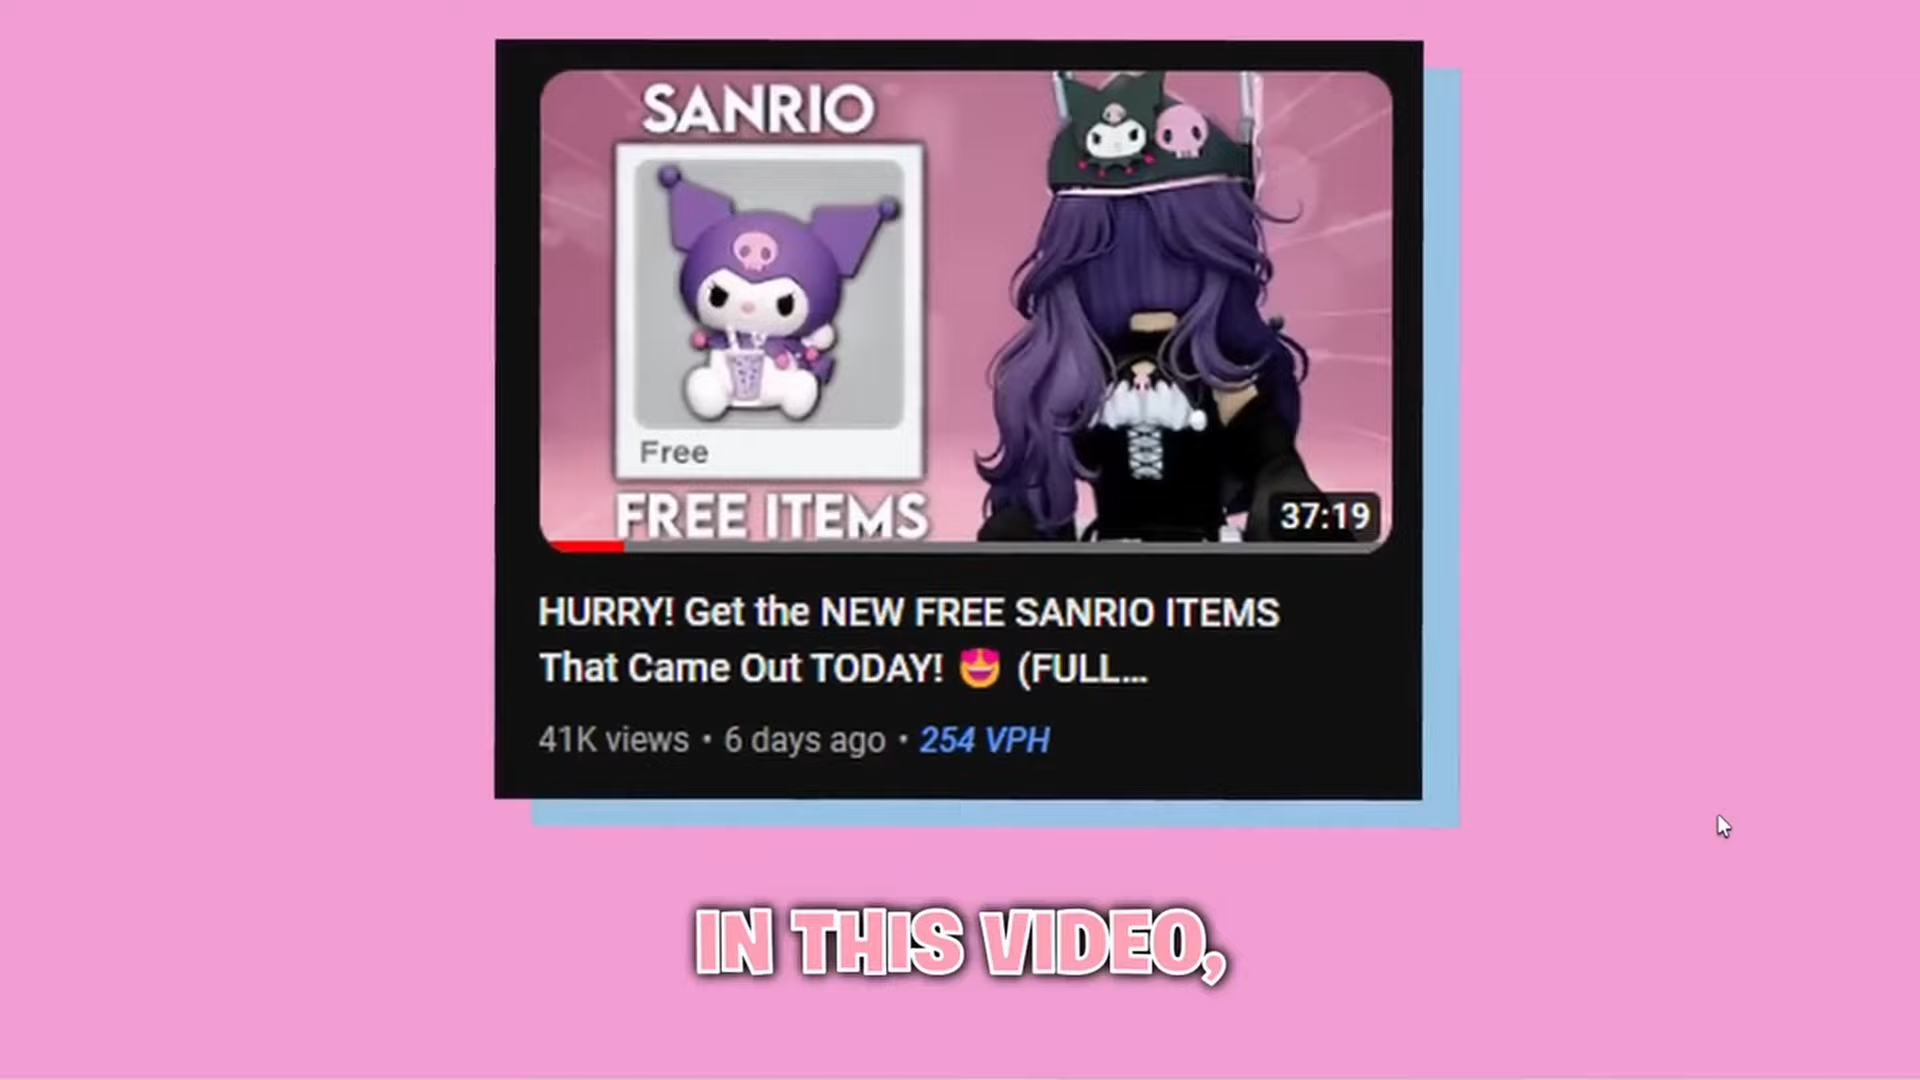 SANRIO
Free
FREE ITEMS
37:19
HURRY! Get the NEW FREE SANRIO ITEMS
That Came Out TODAY! 🤩 (FULL...
41K views • 6 days ago • 254 VPH
IN THIS VIDEO,